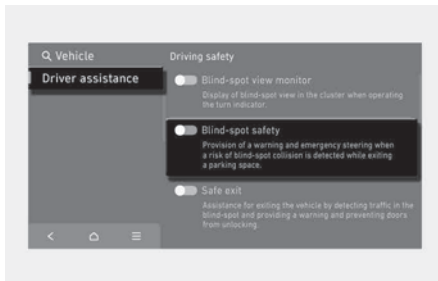 Vehicle
Driving safety
Driver assistance
Blind-spot view monitor
Display of blind-spot view in the cluster when operating
the turn indicator.
Blind-spot safety
Provision of a warning and emergency steering when
a risk of blind-spot collision is detected while exiting
a parking space.
Safe exit
Assistance for exiting the vehicle by detecting traffic in the
blind-spot and providing a warning and preventing doors
from unlocking.